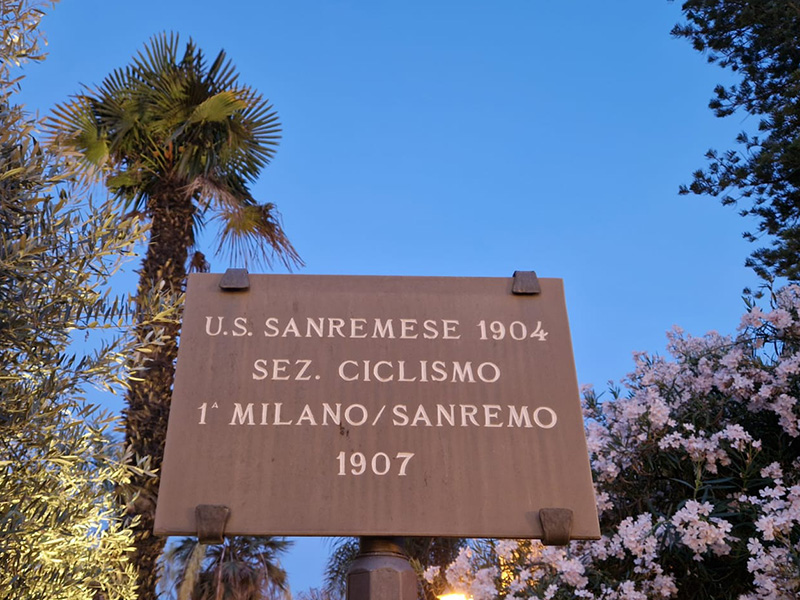 U.S. SANREMESE 1904
SEZ. CICLISMO
1ᴬ MILANO/SANREMO
1907